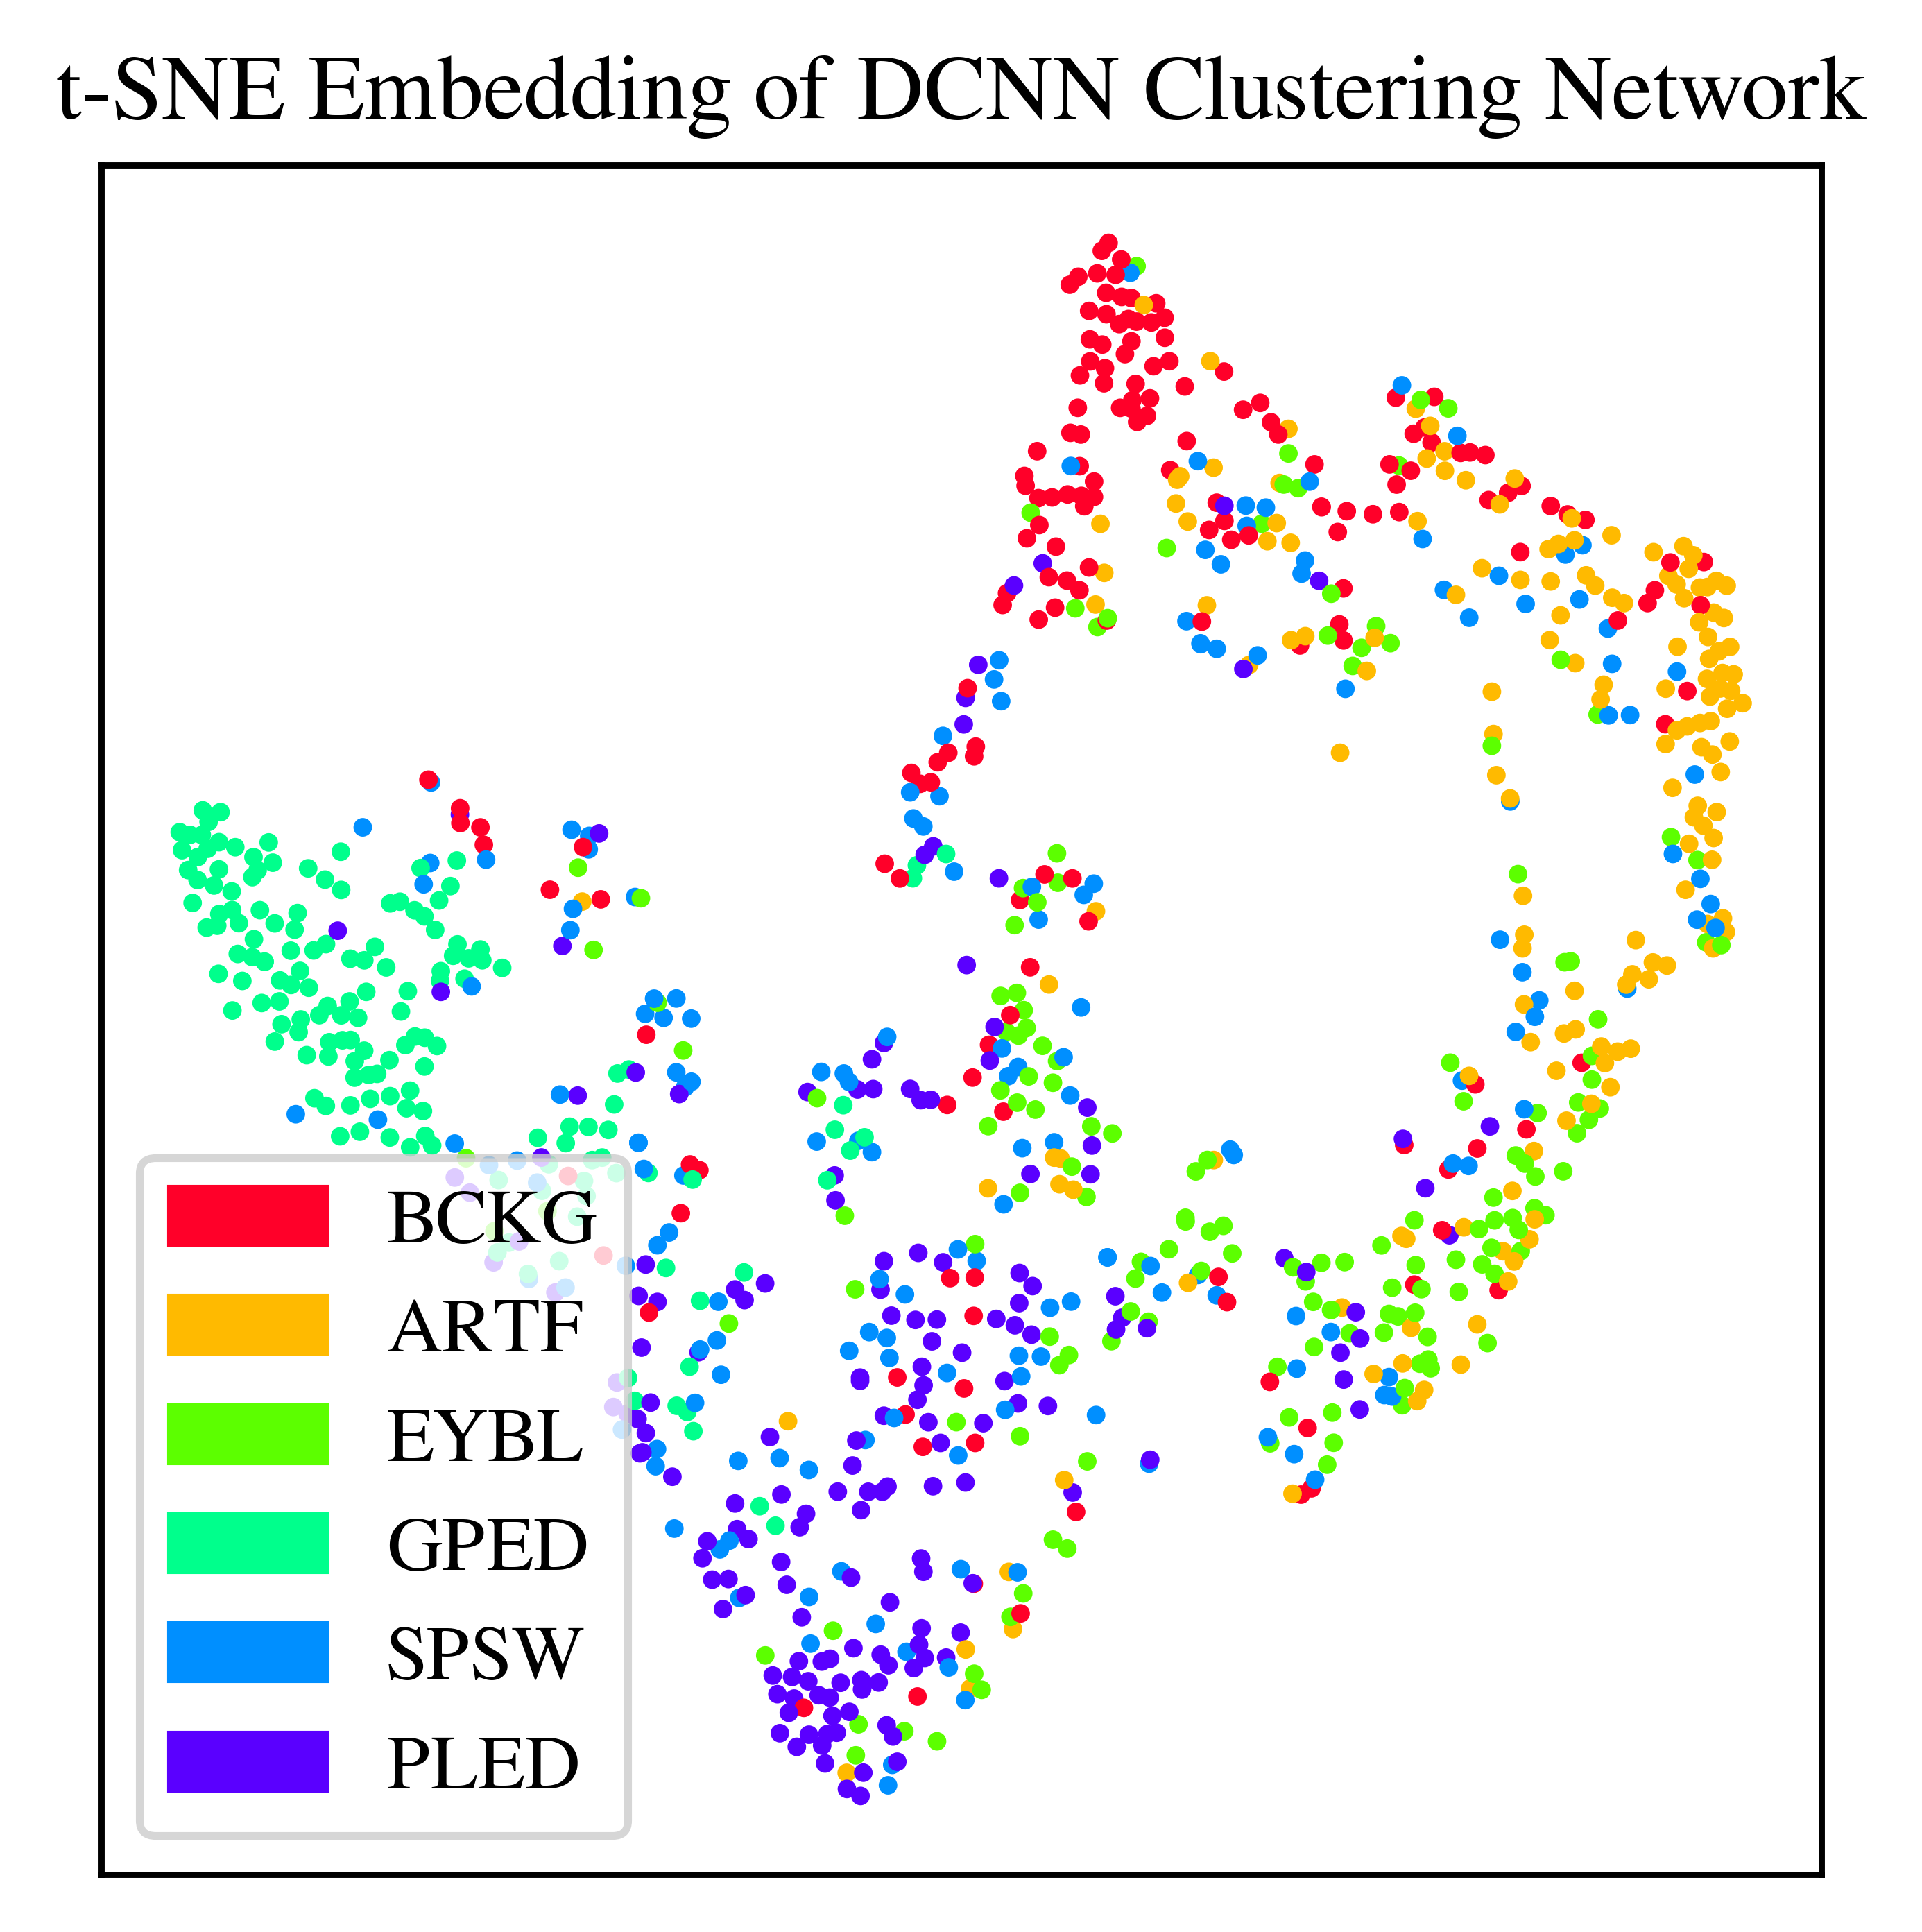 t-SNE Embedding of DCNN Clustering Network
BCKG
ARTF
EYBL
GPED
SPSW
PLED